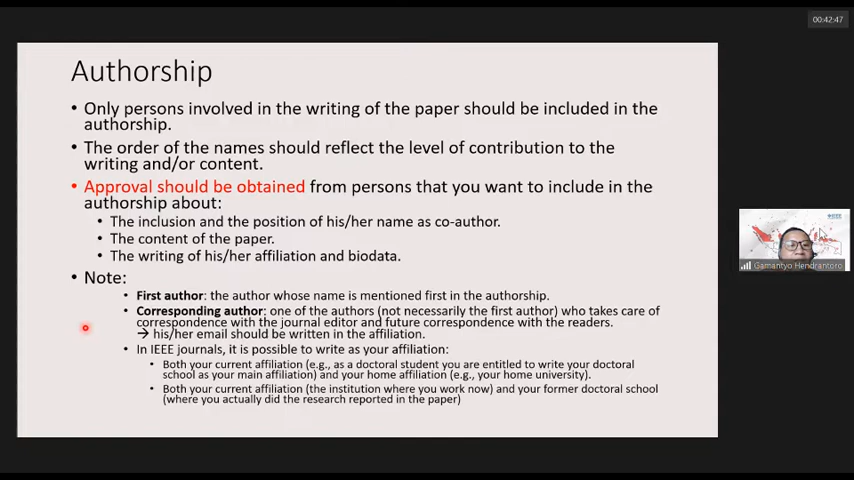 00:42:47
Authorship
• Only persons involved in the writing of the paper should be included in the
authorship.
• The order of the names should reflect the level of contribution to the
writing and/or content.
• Approval should be obtained from persons that you want to include in the
authorship about:
• The inclusion and the position of his/her name as co-author.
• The content of the paper.
• The writing of his/her affiliation and biodata.
• Note:
• First author: the author whose name is mentioned first in the authorship.
• Corresponding author: one of the authors (not necessarily the first author) who takes care of
correspondence with the journal editor and future correspondence with the readers.
→ his/her email should be written in the affiliation.
• In IEEE journals, it is possible to write as your affiliation:
• Both your current affiliation (e.g., as a doctoral student you are entitled to write your doctoral
school as your main affiliation) and your home affiliation (e.g., your home university).
• Both your current affiliation (the institution where you work now) and your former doctoral school
(where you actually did the research reported in the paper)
Gamantyo Hendrantoro